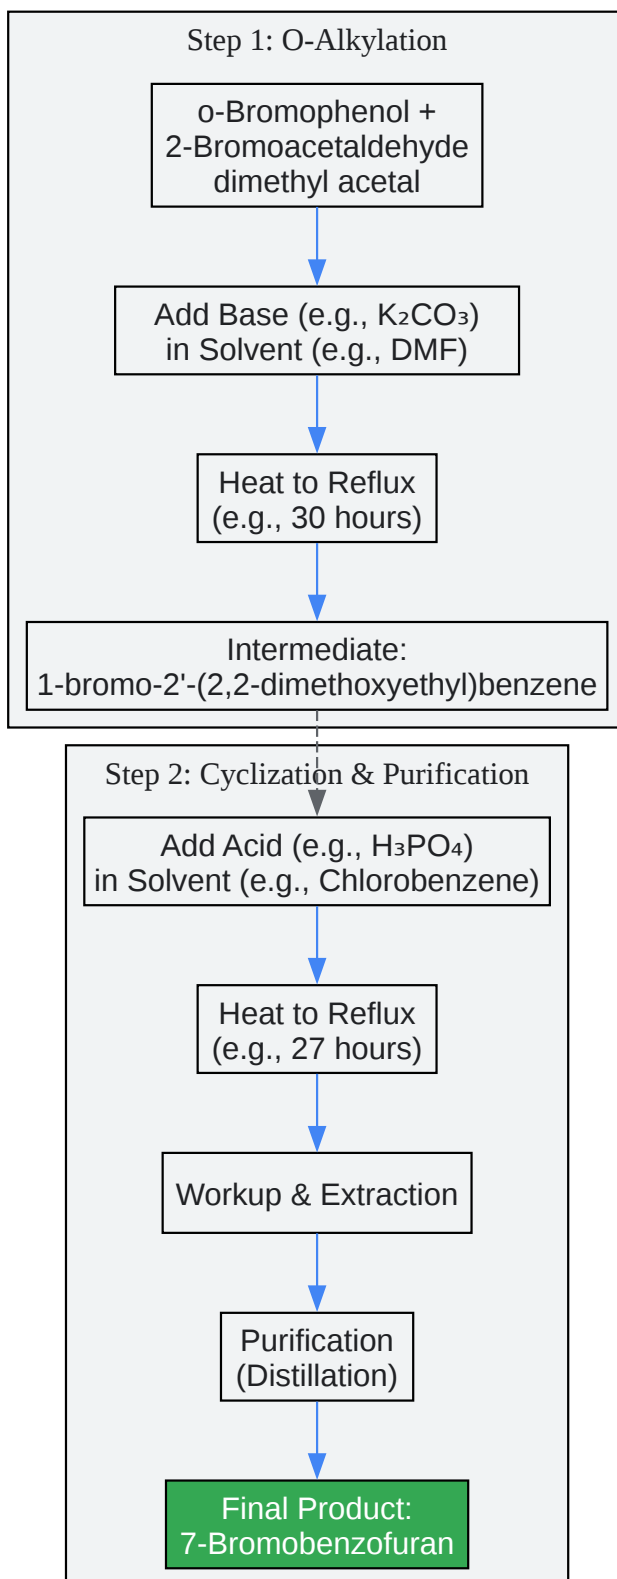 Step 1: O-Alkylation
o-Bromophenol +
2-Bromoacetaldehyde
dimethyl acetal
Add Base (e.g., K₂CO₃)
in Solvent (e.g., DMF)
Heat to Reflux
(e.g., 30 hours)
Intermediate:
1-bromo-2'-(2,2-dimethoxyethyl)benzene
Step 2: Cyclization & Purification
Add Acid (e.g., H₃PO₄)
in Solvent (e.g., Chlorobenzene)
Heat to Reflux
(e.g., 27 hours)
Workup & Extraction
Purification
(Distillation)
Final Product:
7-Bromobenzofuran